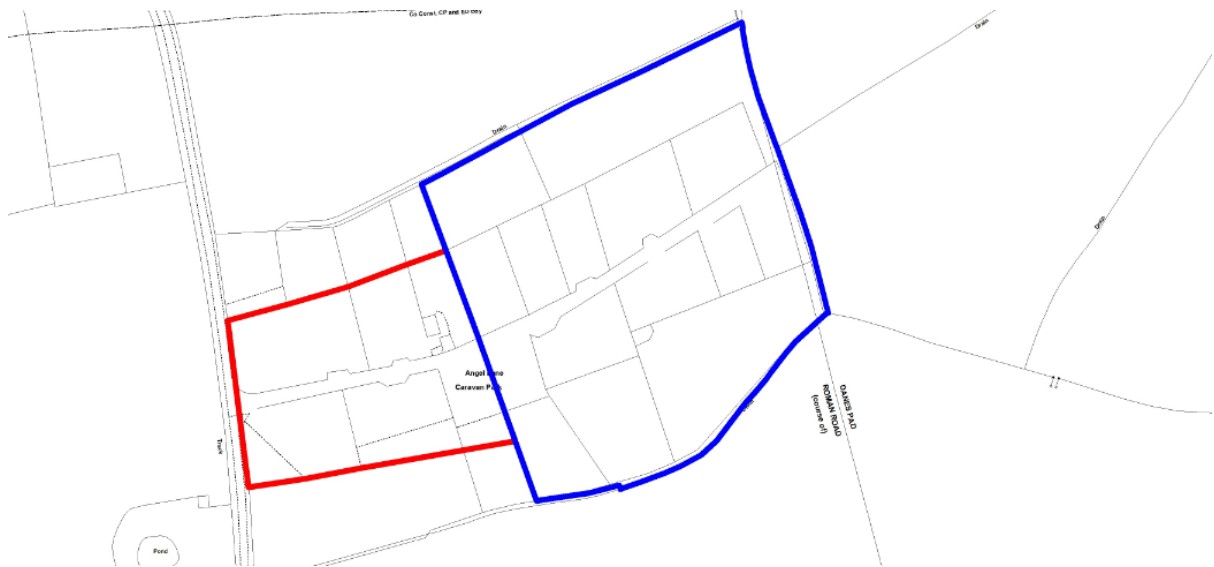 Co Const, CP and ED Bdy
Drain
Drain
Drain
Angel Lane
Caravan Park
Drain
DANES PAD
ROMAN ROAD
(course of)
Track
Pond